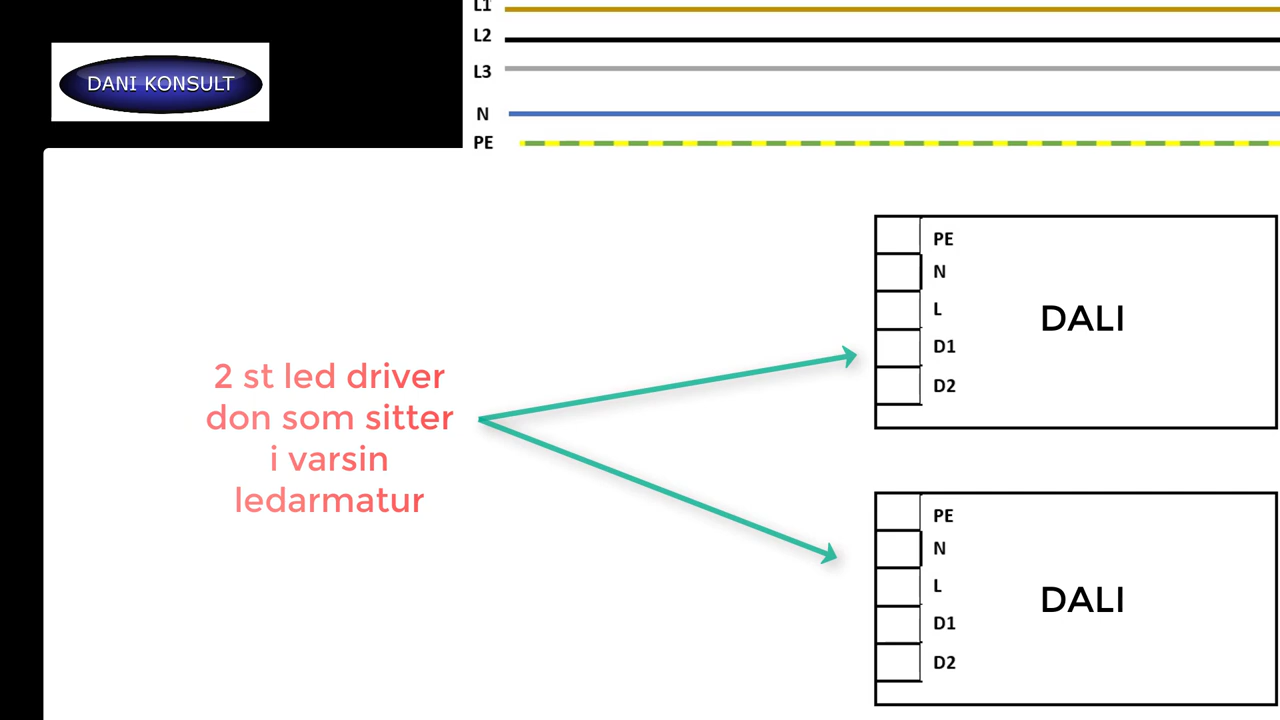 L1
L2
L3
N
PE
DANI KONSULT
PE
N
L
D1
D2
DALI
2 st led driver
don som sitter
i varsin
ledarmatur
PE
N
L
D1
D2
DALI